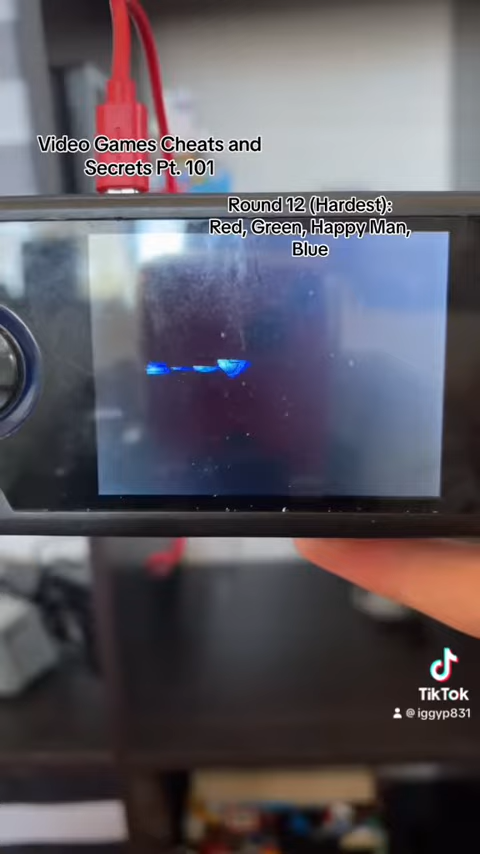 Video Games Cheats and
Secrets Pt. 101
Round 12 (Hardest):
Red, Green, Happy Man,
Blue
TikTok
@iggyp831